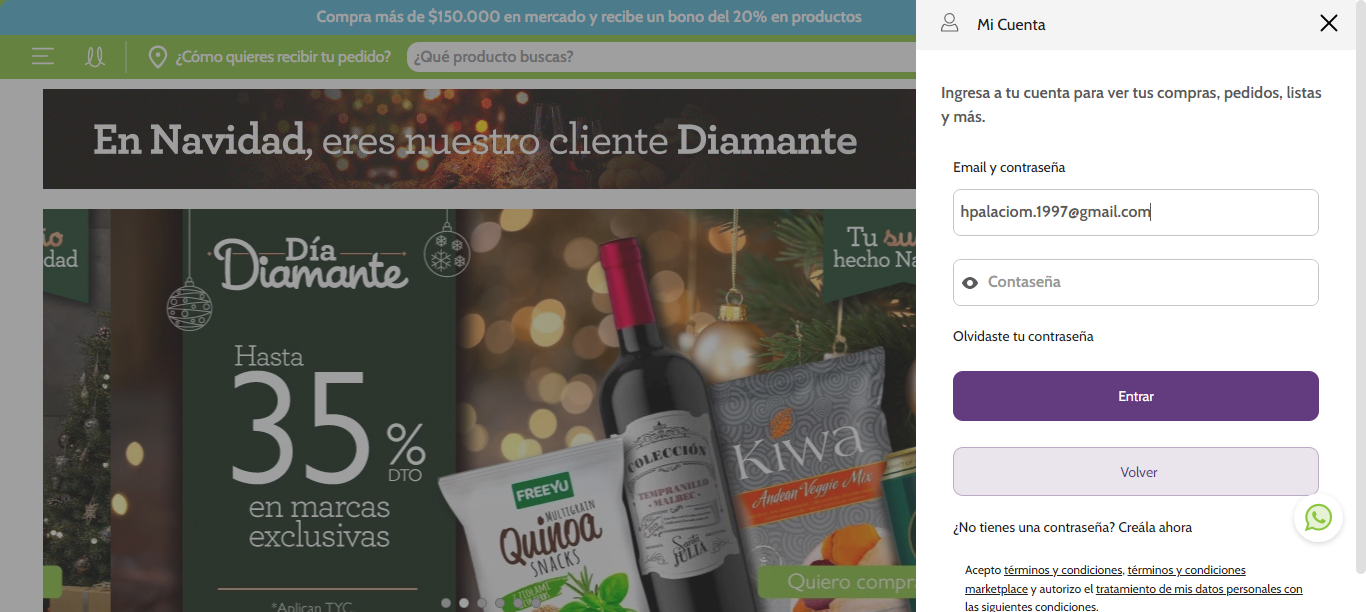 Compra más de $150.000 en mercado y recibe un bono del 20% en productos
Mi Cuenta
¿Cómo quieres recibir tu pedido?
¿Qué producto buscas?
Ingresa a tu cuenta para ver tus compras, pedidos, listas
y más.
En Navidad, eres nuestro cliente Diamante
Email y contraseña
hpalaciom.1997@gmail.com
Contaseña
Olvidaste tu contraseña
Entrar
Volver
¿No tienes una contraseña? Creála ahora
Acepto términos y condiciones, términos y condiciones
marketplace y autorizo el tratamiento de mis datos personales con
las siguientes condiciones.
dad
Día
Diamante
Hasta
35%
DTO
en marcas
exclusivas
*Aplican TYC
Tu su
hecho Na
FREEYU
MULTIGRAIN
Quinoa
SNACKS
COLECCIÓN
TEMPRANILLO
MALBEC
Santa
JULIA
KiWa
Andean Veggie Mix
Quiero compr